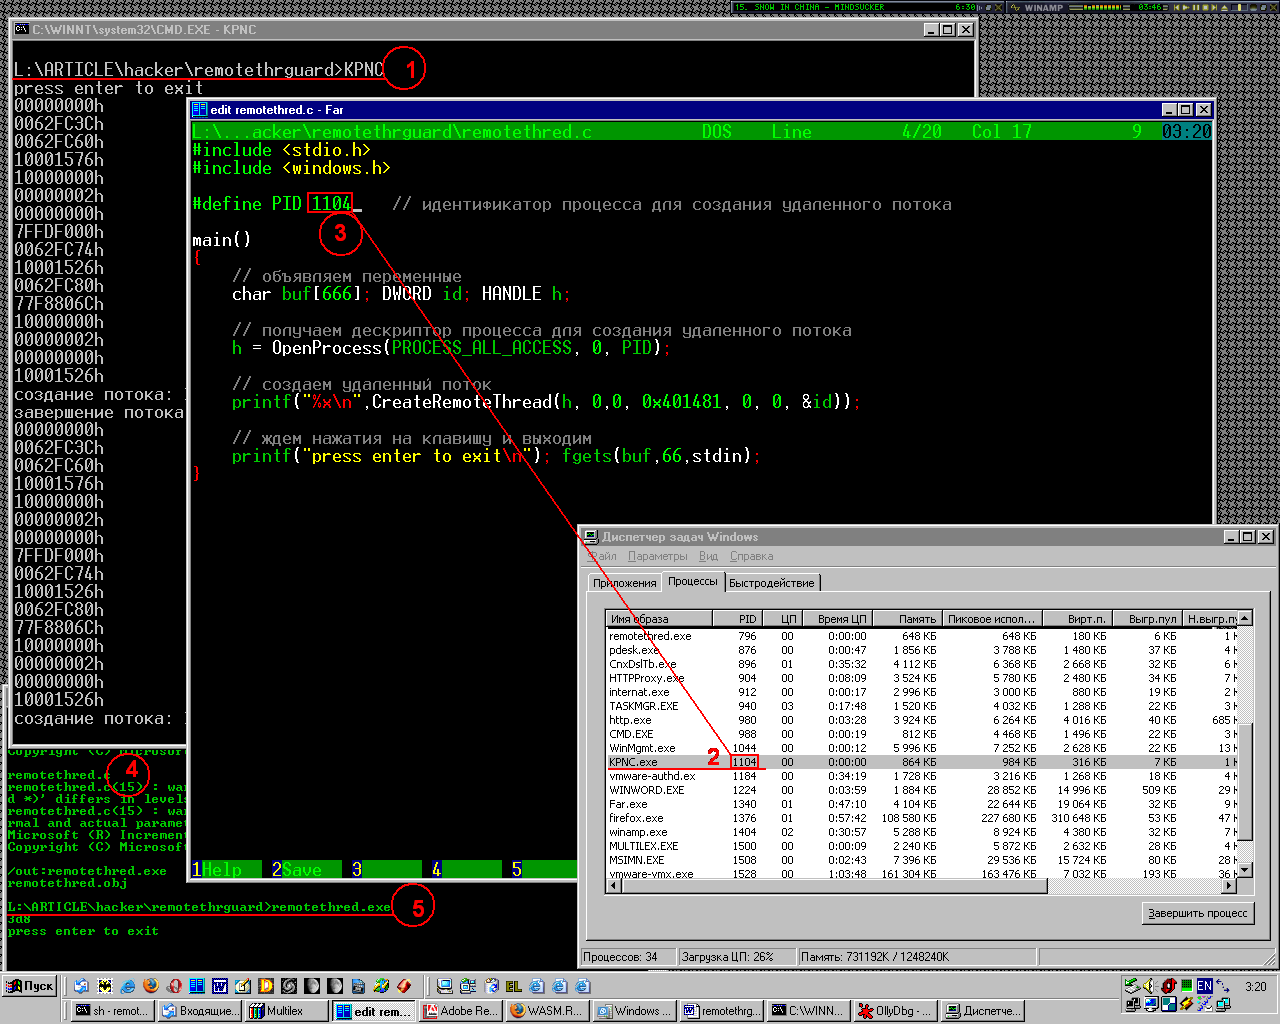 15. SNOW IN CHINA - MINDSUCKER 6:30
WINAMP 03:46
C:\WINNT\system32\CMD.EXE - KPNC
L:\ARTICLE\hacker\remotethrguard>KPNC
1
press enter to exit
00000000h
0062FC3Ch
0062FC60h
10001576h
10000000h
00000002h
00000000h
7FFDF000h
0062FC74h
10001526h
0062FC80h
77F8806Ch
10000000h
00000002h
00000000h
10001526h
создание потока:
завершение потока
00000000h
0062FC3Ch
0062FC60h
10001576h
10000000h
00000002h
00000000h
7FFDF000h
0062FC74h
10001526h
0062FC80h
77F8806Ch
10000000h
00000002h
00000000h
10001526h
создание потока:
edit remotethred.c - Far
L:\...acker\remotethrguard\remotethred.c DOS Line 4/20 Col 17 9 03:20
#include <stdio.h>
#include <windows.h>
#define PID 1104 // идентификатор процесса для создания удаленного потока
3
main()
{
// объявляем переменные
char buf[666]; DWORD id; HANDLE h;
// получаем дескриптор процесса для создания удаленного потока
h = OpenProcess(PROCESS_ALL_ACCESS, 0, PID);
// создаем удаленный поток
printf("%x\n",CreateRemoteThread(h, 0,0, 0x401481, 0, 0, &id));
// ждем нажатия на клавишу и выходим
printf("press enter to exit\n"); fgets(buf,66,stdin);
}
1Help 2Save 3 4 5
Диспетчер задач Windows
Файл Параметры Вид Справка
Приложения Процессы Быстродействие
Имя образа PID ЦП Время ЦП Память Пиковое испол... Вирт.п. Выгр.пул Н.выгр.пу
remotethred.exe 796 00 0:00:00 648 КБ 648 КБ 180 КБ 6 КБ 1
pdesk.exe 876 00 0:00:47 1 856 КБ 3 788 КБ 1 480 КБ 37 КБ 4
CnxDslTb.exe 896 01 0:35:32 4 112 КБ 6 368 КБ 2 668 КБ 32 КБ 6
HTTPProxy.exe 904 00 0:08:09 3 524 КБ 5 780 КБ 2 480 КБ 34 КБ 7
internat.exe 912 00 0:00:17 2 996 КБ 3 000 КБ 880 КБ 19 КБ 2
TASKMGR.EXE 940 03 0:17:48 1 520 КБ 4 032 КБ 1 288 КБ 22 КБ 3
http.exe 980 00 0:03:28 3 924 КБ 6 264 КБ 4 016 КБ 40 КБ 685
CMD.EXE 988 00 0:00:19 812 КБ 4 468 КБ 1 496 КБ 22 КБ 3
WinMgmt.exe 1044 00 0:00:12 5 996 КБ 7 252 КБ 2 628 КБ 22 КБ 13
KPNC.exe 2 1104 00 0:00:00 864 КБ 984 КБ 316 КБ 7 КБ 1
vmware-authd.ex 1184 00 0:34:19 1 728 КБ 3 216 КБ 1 268 КБ 18 КБ 4
WINWORD.EXE 1224 00 0:03:59 1 884 КБ 28 852 КБ 14 996 КБ 509 КБ 29
Far.exe 1340 01 0:47:10 4 104 КБ 22 644 КБ 19 064 КБ 32 КБ 9
firefox.exe 1376 01 0:57:42 108 580 КБ 227 680 КБ 310 648 КБ 53 КБ 47
winamp.exe 1404 02 0:30:57 5 288 КБ 8 924 КБ 4 380 КБ 32 КБ 7
MULTILEX.EXE 1500 00 0:00:09 2 240 КБ 5 872 КБ 2 632 КБ 28 КБ 4
MSIMN.EXE 1508 00 0:02:43 7 396 КБ 29 536 КБ 15 724 КБ 80 КБ 28
vmware-vmx.exe 1528 00 1:03:48 161 304 КБ 163 476 КБ 7 032 КБ 193 КБ 36
Завершить процесс
Процессов: 34 Загрузка ЦП: 26% Память: 731192К / 1248240К
Copyright (C) Microsof
remotethred.c
4
remotethred.c(15) : wa
d *)' differs in levels
remotethred.c(15) : wa
rmal and actual paramet
Microsoft (R) Increment
Copyright (C) Microsof
/out:remotethred.exe
remotethred.obj
L:\ARTICLE\hacker\remotethrguard>remotethred.exe
5
3d8
press enter to exit
Пуск EL EN 3:20
sh - remot... Входящие... Multilex edit rem... Adobe Re... WASM.R... Windows ... remotethrg... C:\WINN... OllyDbg - ... Диспетче...